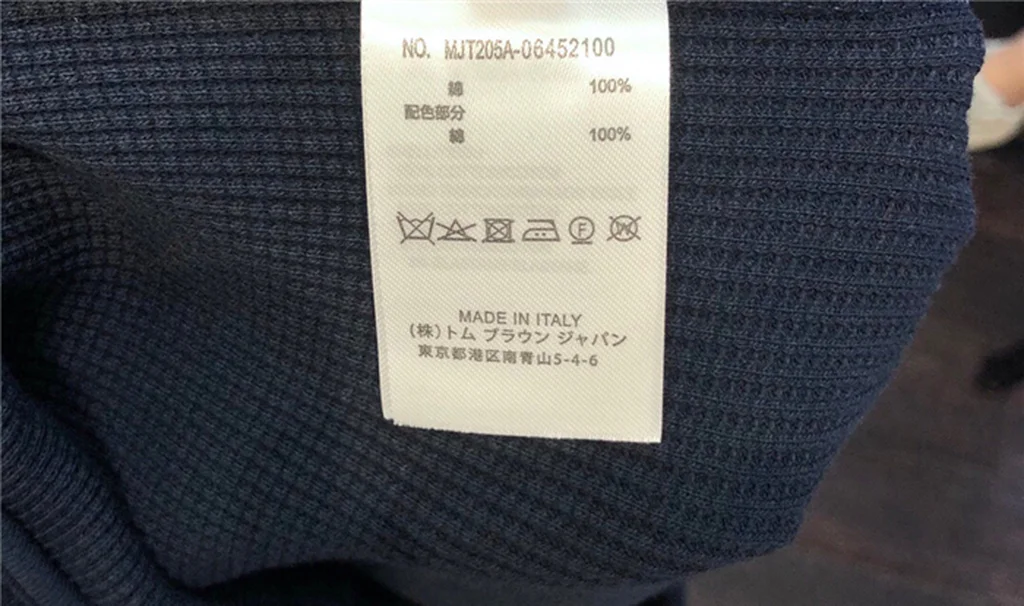 NO. MJT205A-06452100
綿 100%
配色部分
綿 100%
F
W
MADE IN ITALY
(株)トム ブラウン ジャパン
東京都港区南青山5-4-6